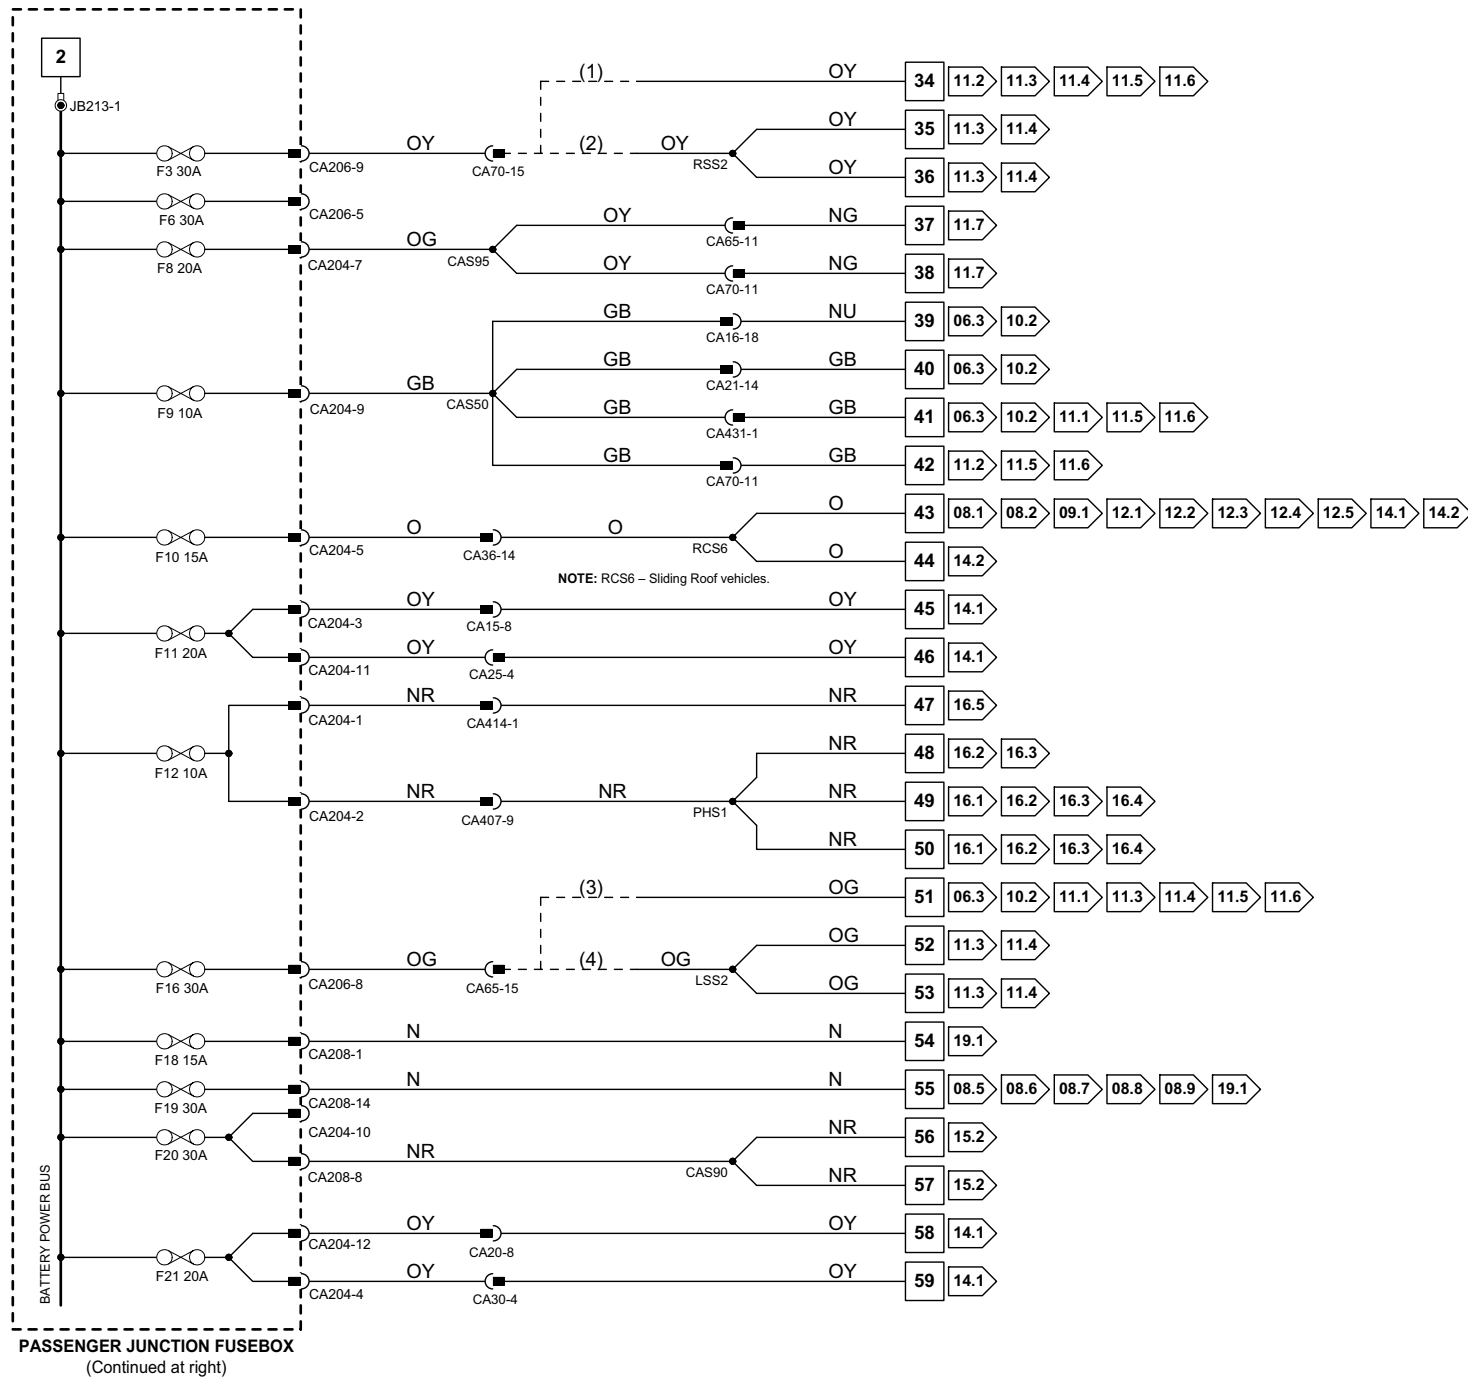 2
JB213-1
(1) OY 34 11.2 11.3 11.4 11.5 11.6
OY 35 11.3 11.4
F3 30A CA206-9 OY CA70-15 (2) OY RSS2
OY 36 11.3 11.4
F6 30A CA206-5
OY CA65-11 NG 37 11.7
F8 20A CA204-7 OG CAS95
OY CA70-11 NG 38 11.7
GB CA16-18 NU 39 06.3 10.2
GB CA21-14 GB 40 06.3 10.2
F9 10A CA204-9 GB CAS50
GB CA431-1 GB 41 06.3 10.2 11.1 11.5 11.6
GB CA70-11 GB 42 11.2 11.5 11.6
O 43 08.1 08.2 09.1 12.1 12.2 12.3 12.4 12.5 14.1 14.2
F10 15A CA204-5 O CA36-14 O RCS6
O 44 14.2
NOTE: RCS6 – Sliding Roof vehicles.
CA204-3 OY CA15-8 OY 45 14.1
F11 20A
CA204-11 OY CA25-4 OY 46 14.1
CA204-1 NR CA414-1 NR 47 16.5
F12 10A
NR 48 16.2 16.3
CA204-2 NR CA407-9 NR PHS1 NR 49 16.1 16.2 16.3 16.4
NR 50 16.1 16.2 16.3 16.4
(3) OG 51 06.3 10.2 11.1 11.3 11.4 11.5 11.6
OG 52 11.3 11.4
F16 30A CA206-8 OG CA65-15 (4) OG LSS2
OG 53 11.3 11.4
F18 15A CA208-1 N N 54 19.1
F19 30A CA208-14 N N 55 08.5 08.6 08.7 08.8 08.9 19.1
CA204-10
F20 30A
NR 56 15.2
CA208-8 NR CAS90
NR 57 15.2
CA204-12 OY CA20-8 OY 58 14.1
F21 20A
CA204-4 OY CA30-4 OY 59 14.1
BATTERY POWER BUS
PASSENGER JUNCTION FUSEBOX
(Continued at right)